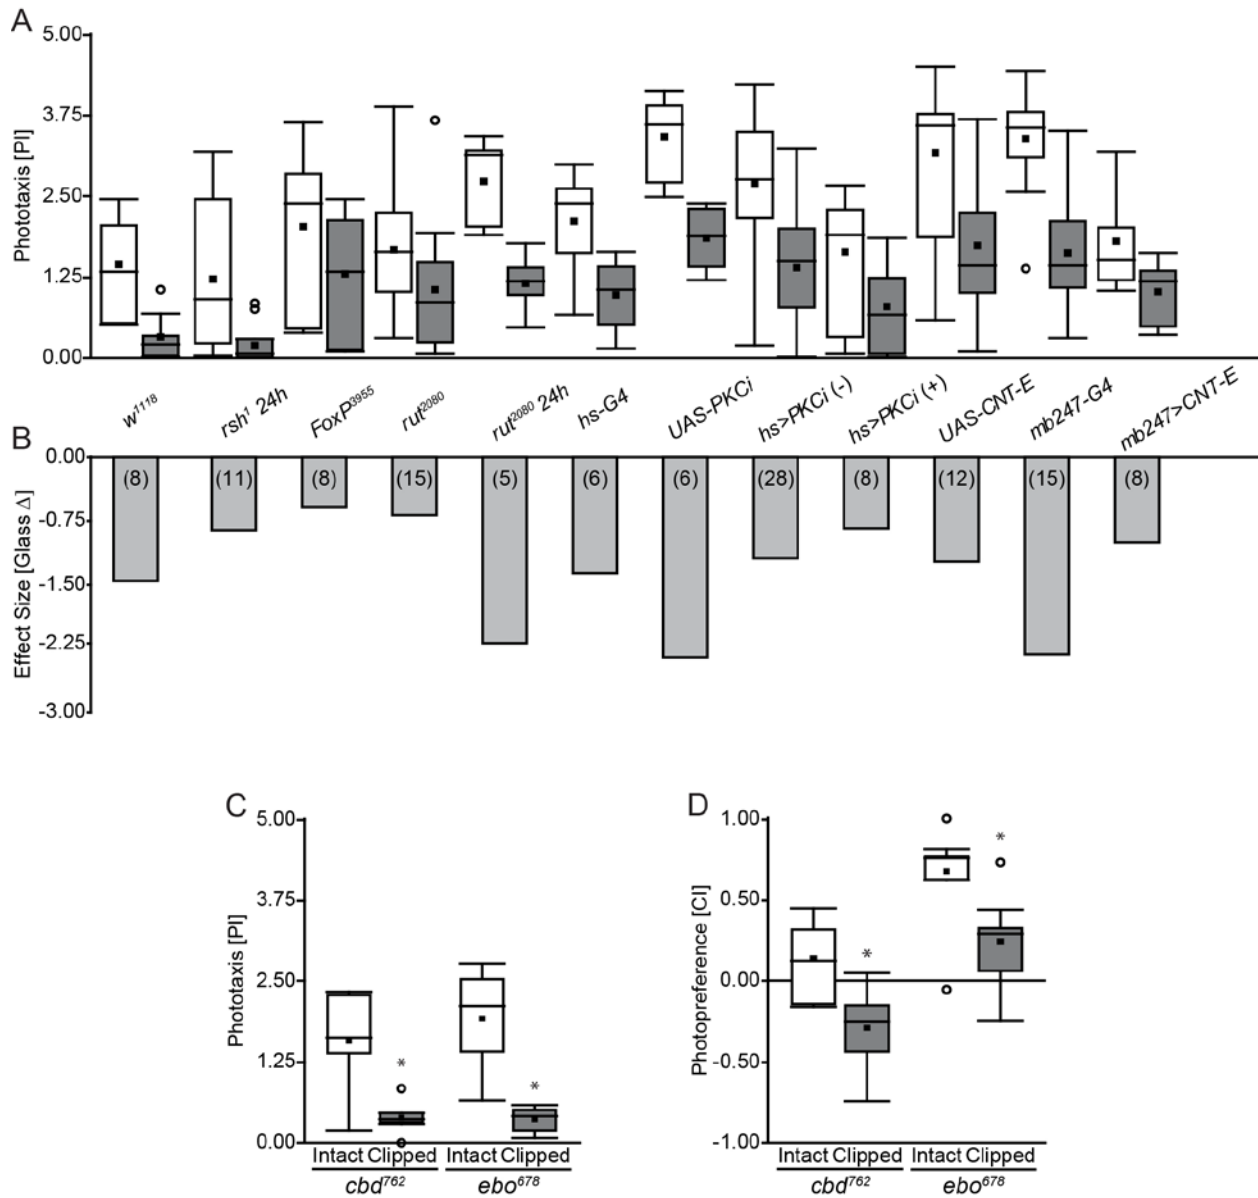 A
5.00
3.75
2.50
1.25
0.00
Phototaxis [PI]
w1118
rsh1 24h
FoxP3955
rut2080
rut2080 24h
hs-G4
UAS-PKCi
hs>PKCi (-)
hs>PKCi (+)
UAS-CNT-E
mb247-G4
mb247>CNT-E
B
0.00
-0.75
-1.50
-2.25
-3.00
Effect Size [Glass Δ]
(8) (11) (8) (15) (5) (6) (6) (28) (8) (12) (15) (8)
C
5.00
3.75
2.50
1.25
0.00
Phototaxis [PI]
*
*
Intact Clipped Intact Clipped
cbd762 ebo678
D
1.00
0.50
0.00
-0.50
-1.00
Photopreference [CI]
*
*
Intact Clipped Intact Clipped
cbd762 ebo678